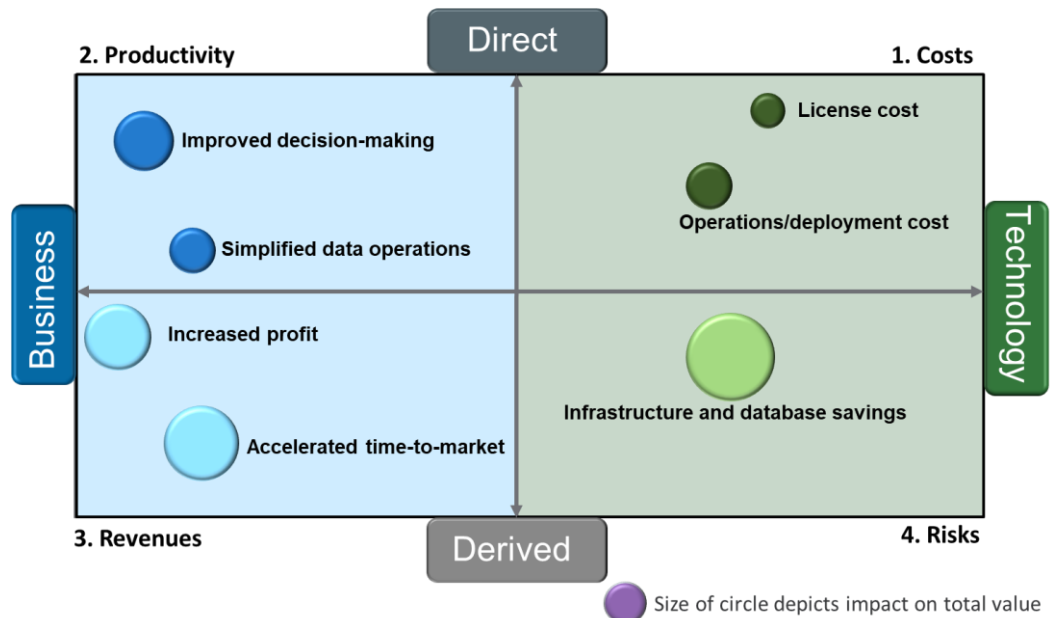 Direct
2. Productivity
1. Costs
License cost
Improved decision-making
Operations/deployment cost
Simplified data operations
Business
Technology
Increased profit
Infrastructure and database savings
Accelerated time-to-market
3. Revenues
4. Risks
Derived
Size of circle depicts impact on total value